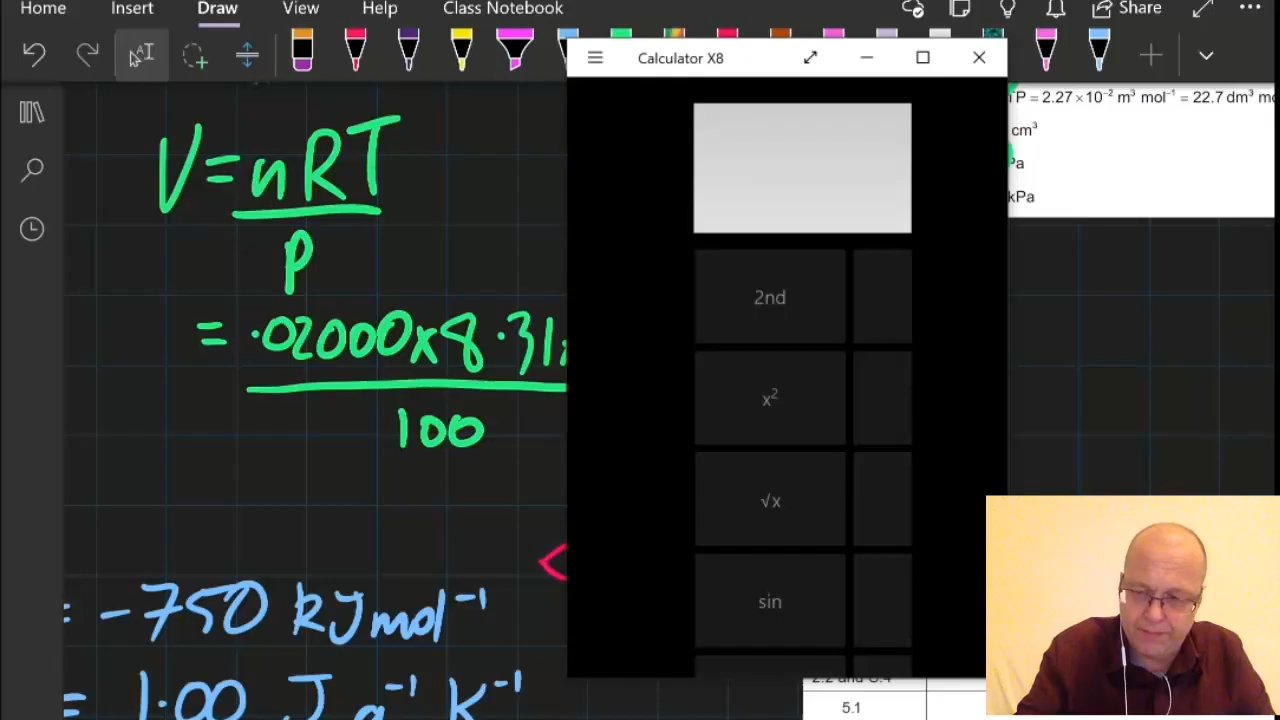 Home Insert Draw View Help Class Notebook Share
Calculator X8
P = 2.27 × 10⁻² m³ mol⁻¹ = 22.7 dm³
cm³
Pa
kPa
V = nRT
P
= .02000 x 8.31
100
2nd
x²
√x
sin
= -750 kJ mol⁻¹
= 1.00 J g⁻¹ K⁻¹
5.1